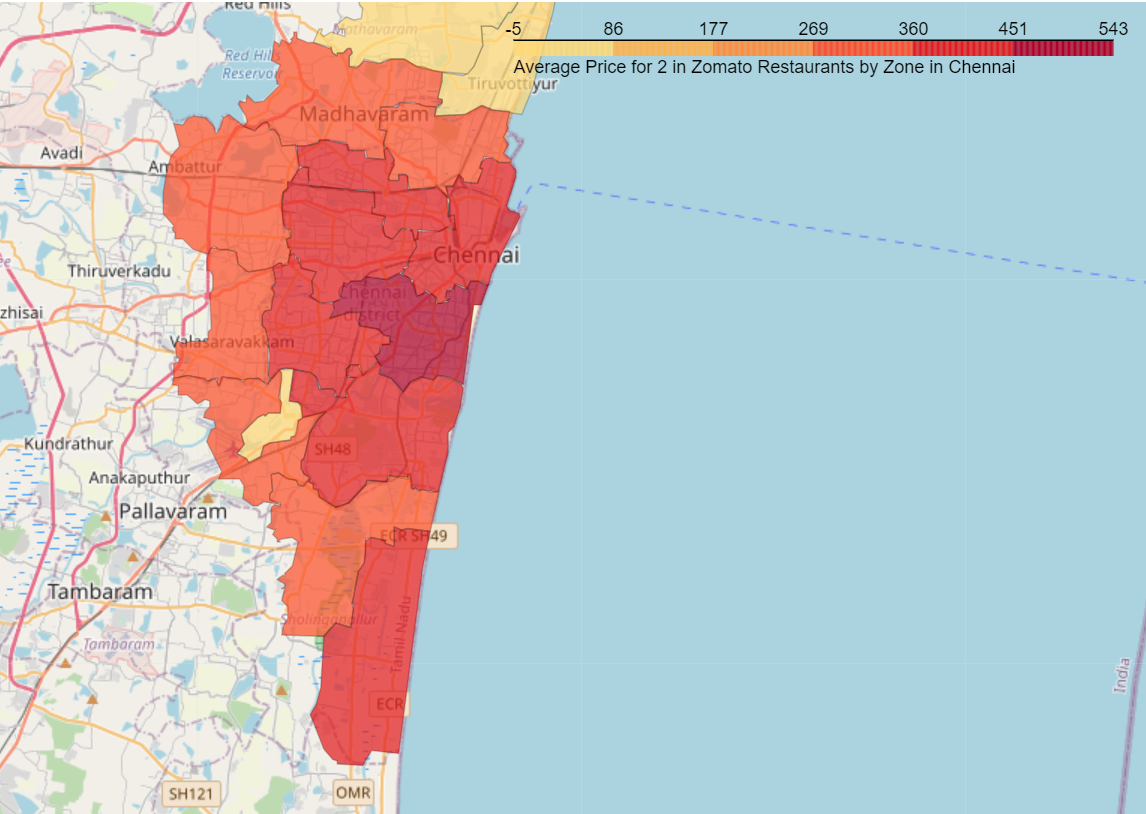 Red Hills
-5 86 177 269 360 451 543
Mathavaram
Average Price for 2 in Zomato Restaurants by Zone in Chennai
Red Hills
Reservoir
Tiruvottiyur
Madhavaram
Avadi
Ambattur
Chennai
Thiruverkadu
Chennai
district
zhisai
Valasaravakkam
Kundrathur
SH48
Anakaputhur
Pallavaram
ECR SH49
Tambaram
Sholinganallur
Tamil Nadu
Tambaram
India
ECR
SH121
OMR